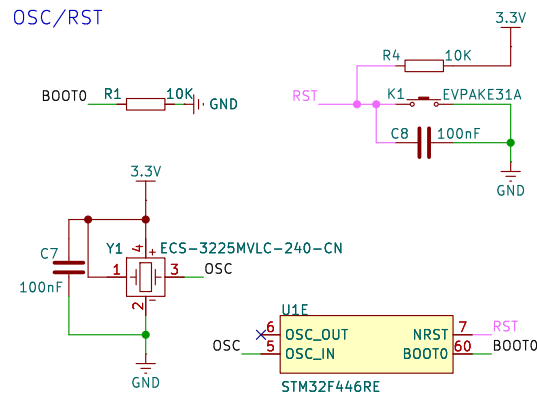 OSC/RST
3.3V
R4 10K
BOOT0 R1 10K GND
RST K1 EVPAKE31A
C8 100nF
GND
3.3V
C7 100nF
Y1 ECS-3225MVLC-240-CN
4 +
1 3 OSC
2 -
GND
U1E
6 OSC_OUT NRST 7 RST
OSC 5 OSC_IN BOOT0 60 BOOT0
STM32F446RE